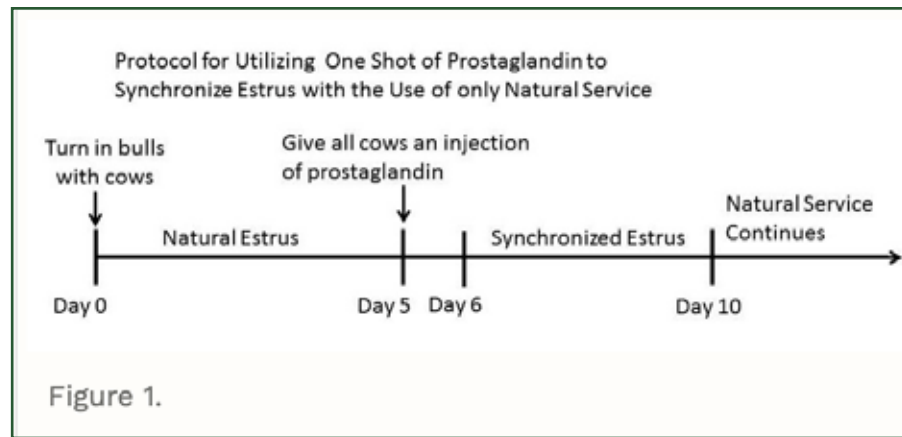 Protocol for Utilizing One Shot of Prostaglandin to
Synchronize Estrus with the Use of only Natural Service
Turn in bulls
with cows
Give all cows an injection
of prostaglandin
Natural Estrus
Synchronized Estrus
Natural Service
Continues
Day 0
Day 5
Day 6
Day 10
Figure 1.